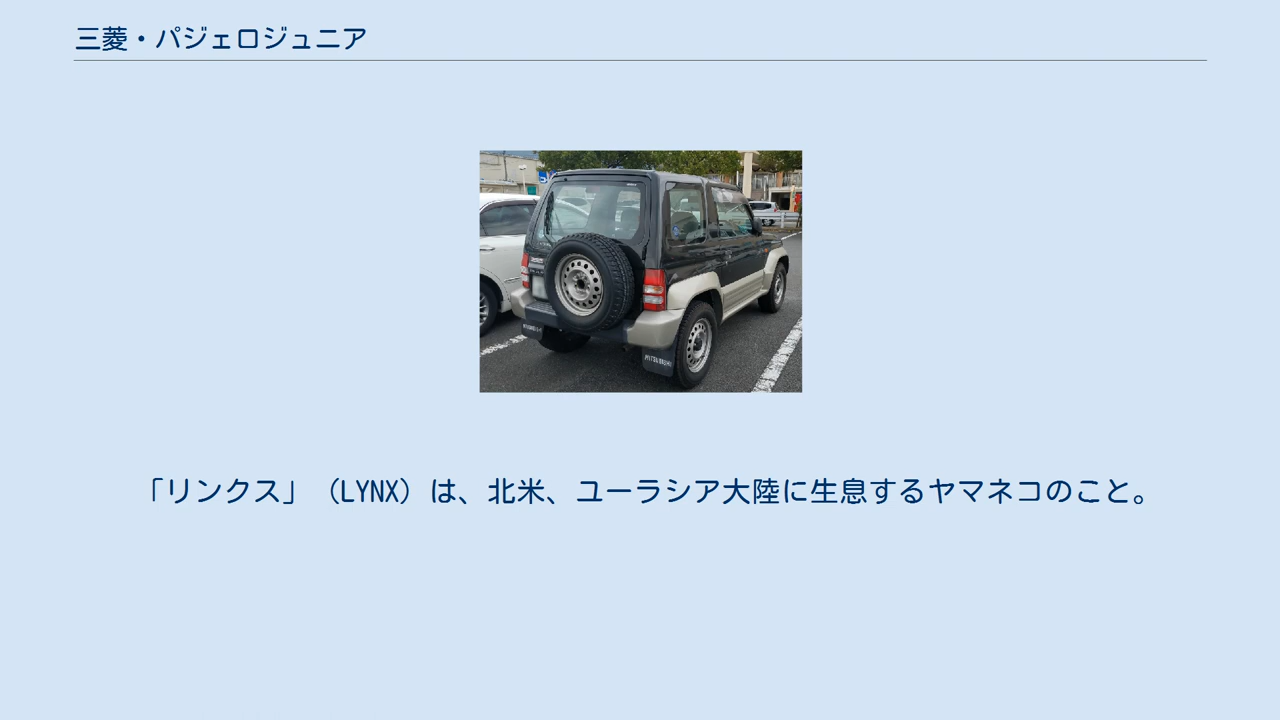 三菱・パジェロジュニア
MITSUBISHI
「リンクス」（LYNX）は、北米、ユーラシア大陸に生息するヤマネコのこと。